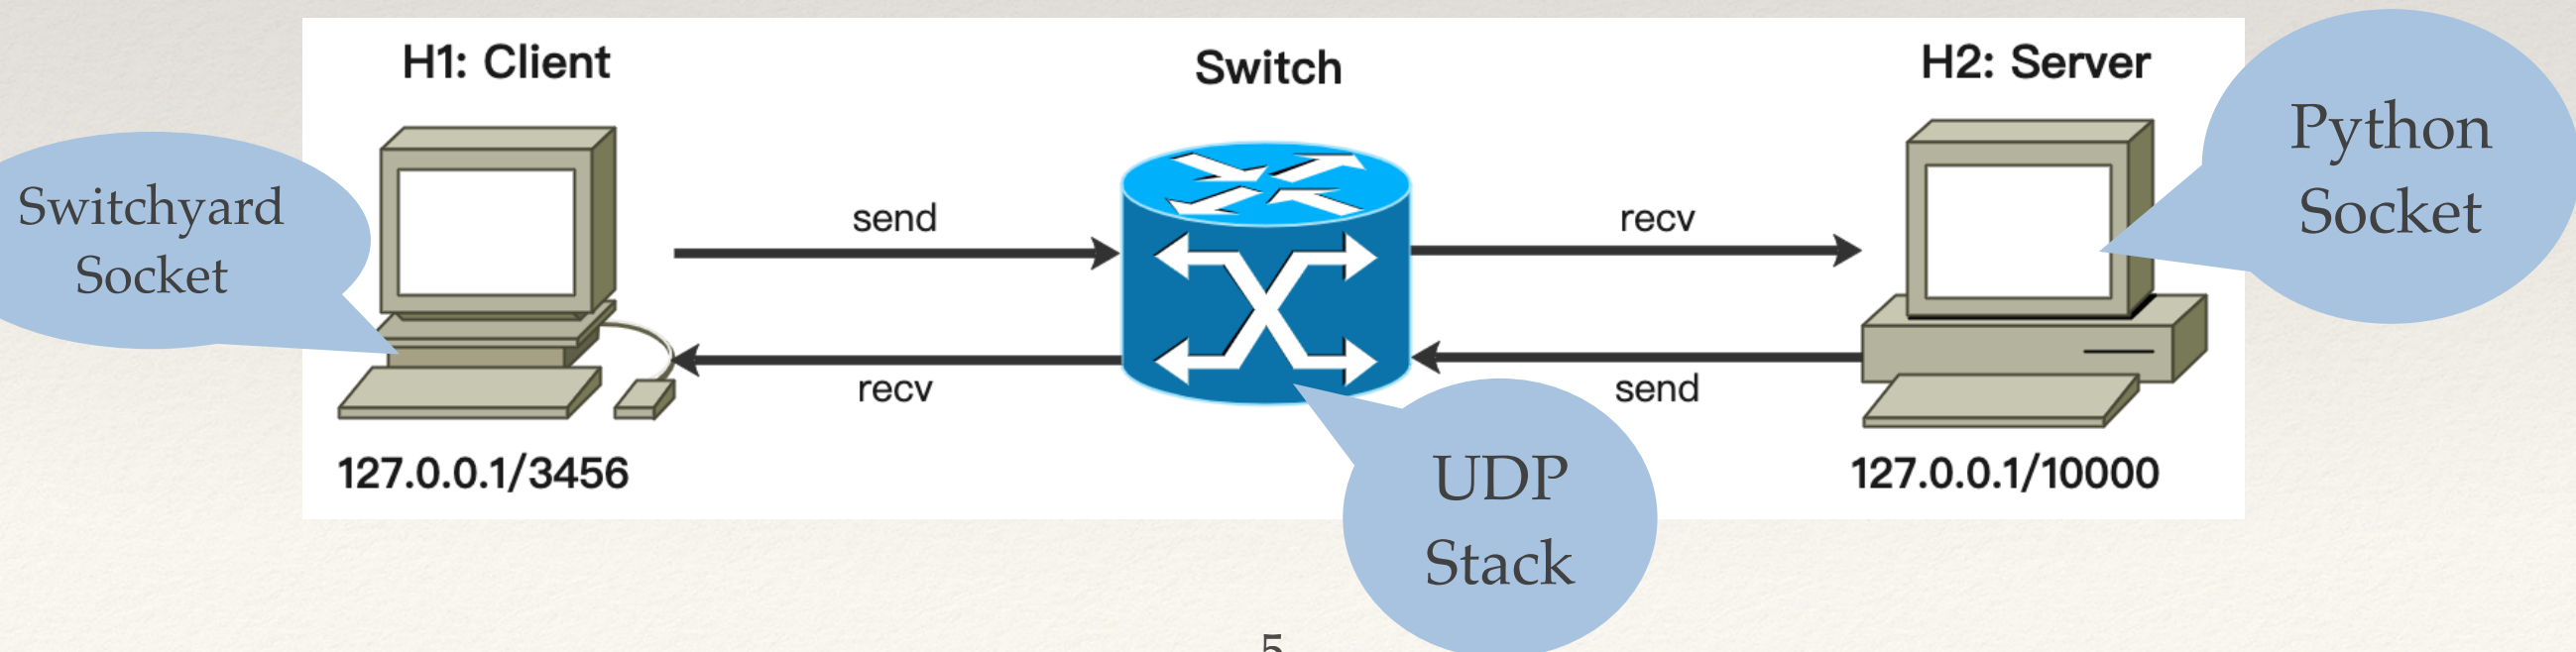 H1: Client
Switch
H2: Server
Python
Socket
Switchyard
Socket
send
recv
recv
send
127.0.0.1/3456
127.0.0.1/10000
UDP
Stack
5